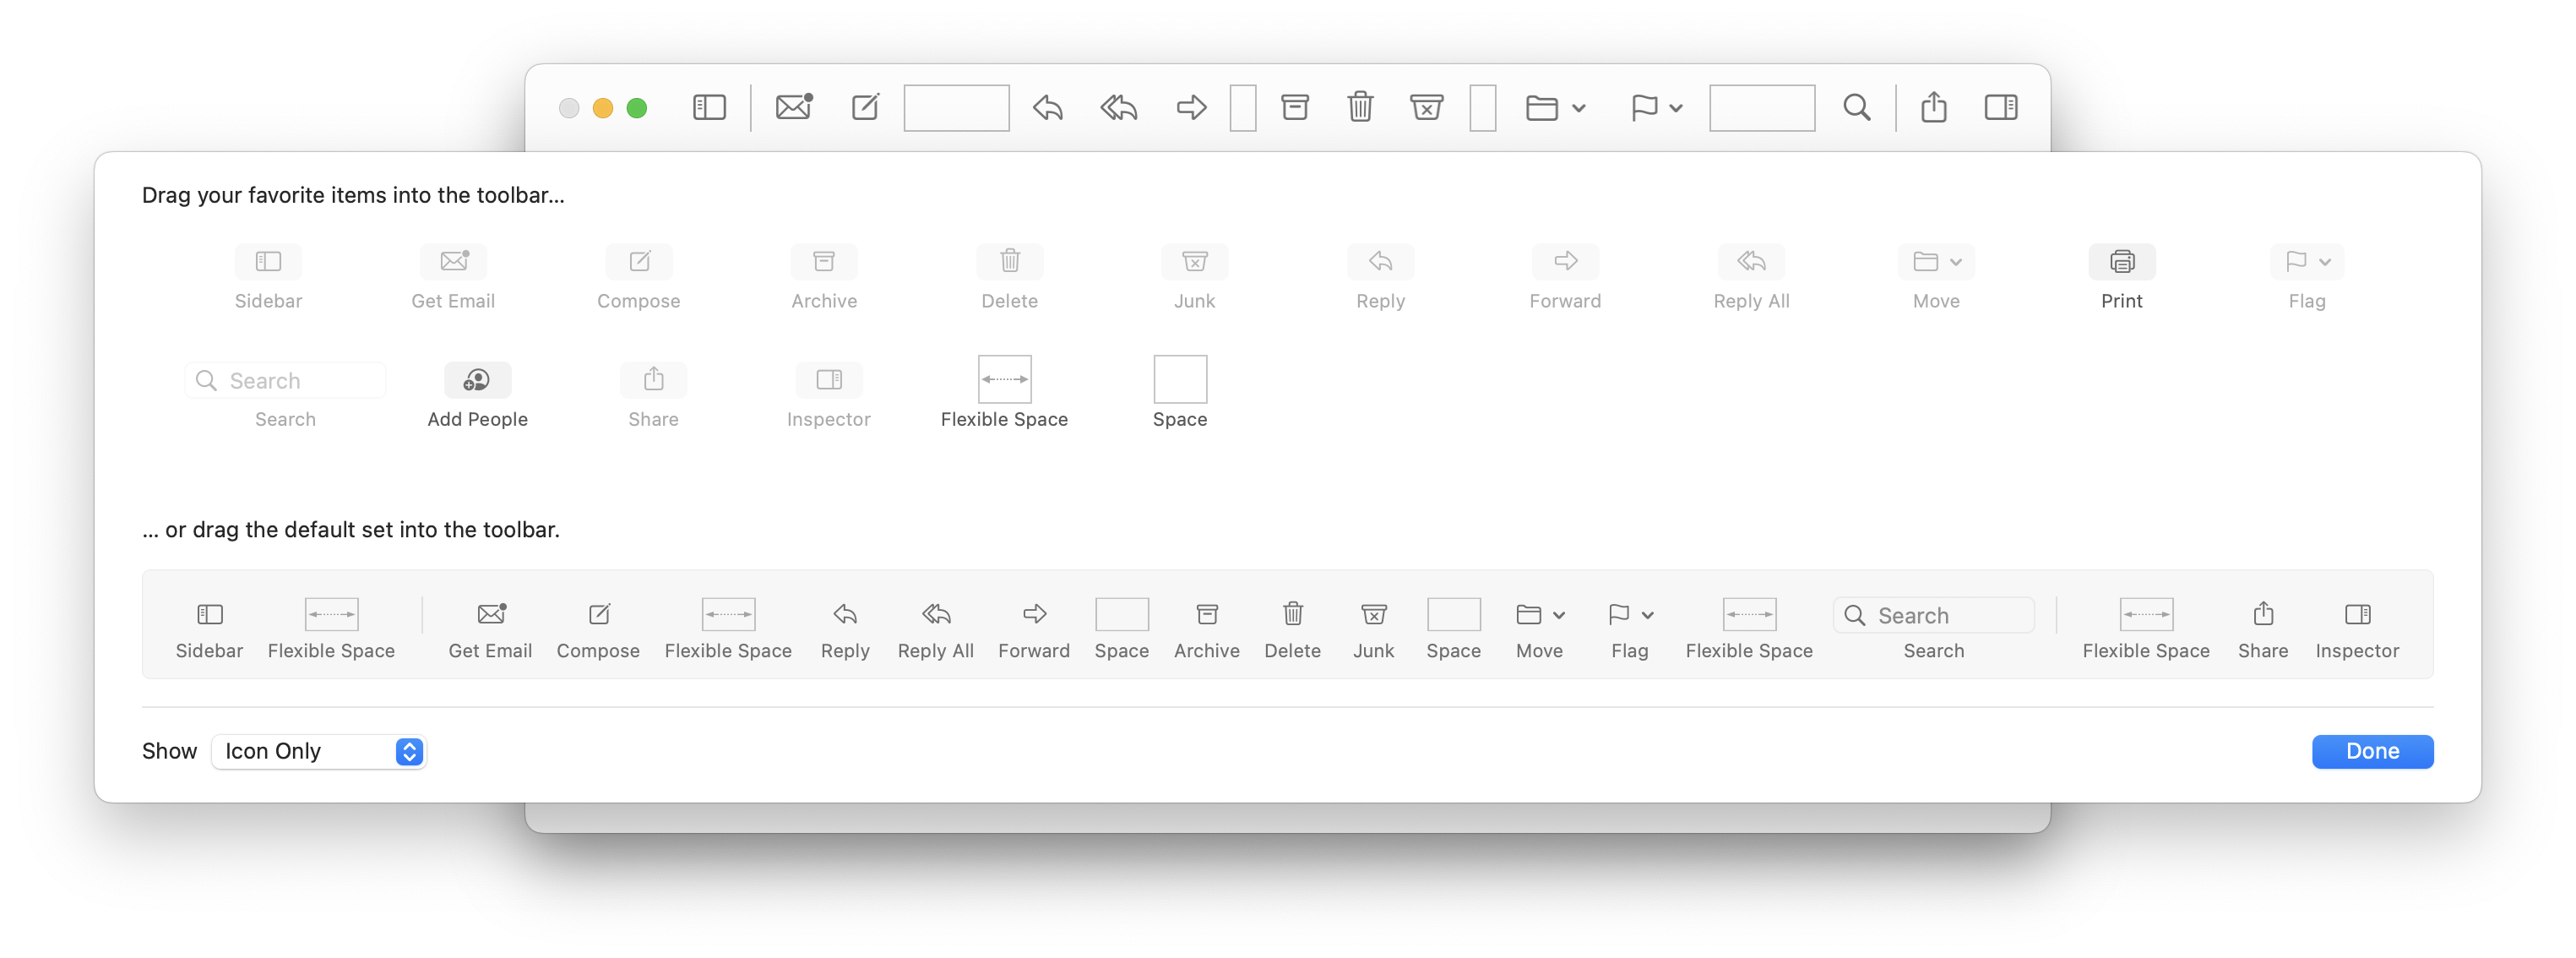 Drag your favorite items into the toolbar...
Sidebar Get Email Compose Archive Delete Junk Reply Forward Reply All Move Print Flag
Search
Search Add People Share Inspector Flexible Space Space
... or drag the default set into the toolbar.
Search
Sidebar Flexible Space Get Email Compose Flexible Space Reply Reply All Forward Space Archive Delete Junk Space Move Flag Flexible Space Search Flexible Space Share Inspector
Show Icon Only Done